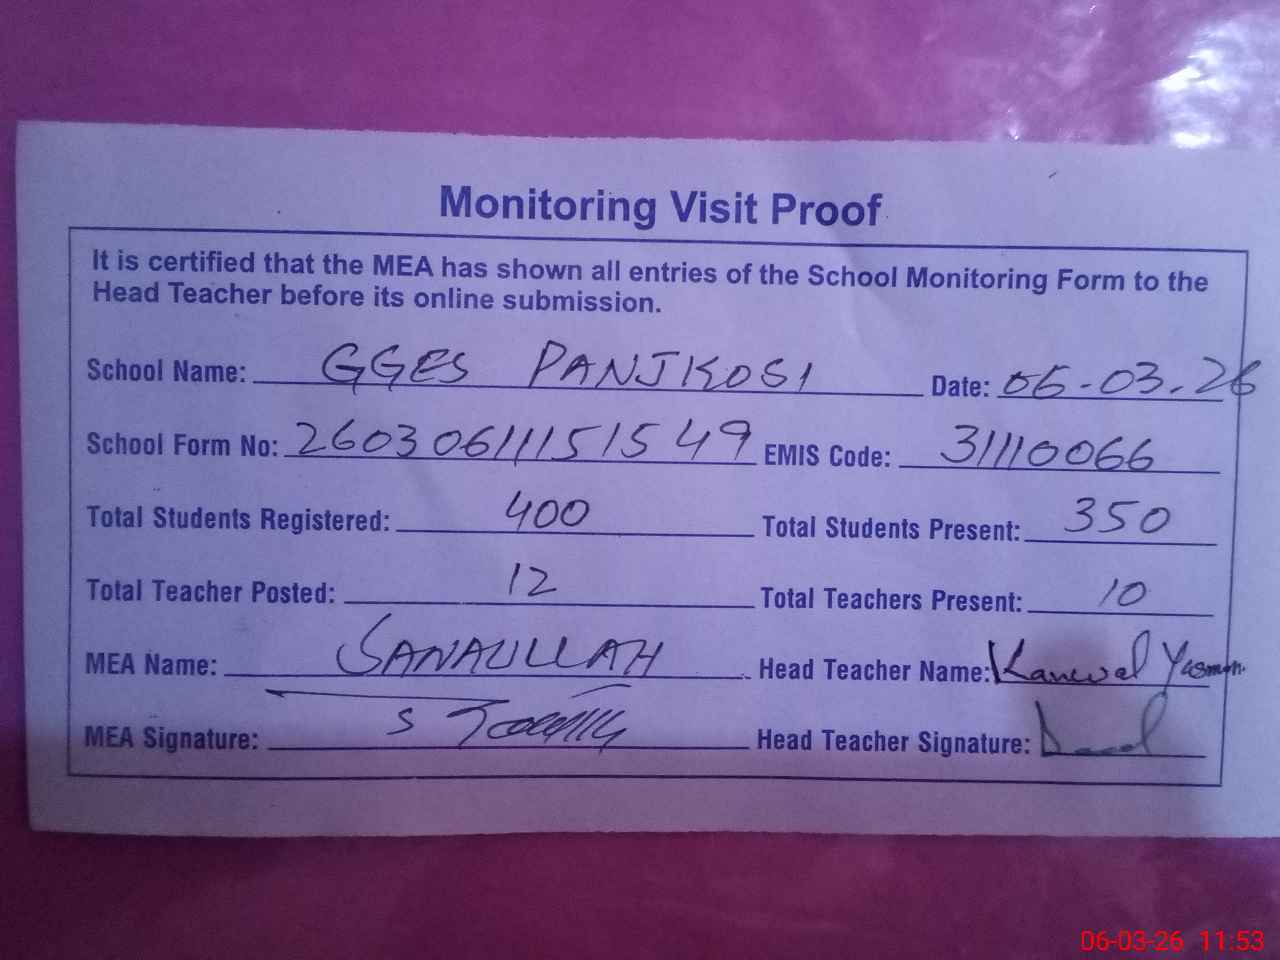 Monitoring Visit Proof
It is certified that the MEA has shown all entries of the School Monitoring Form to the
Head Teacher before its online submission.
School Name: GGES PANJKOSI Date: 06-03.26
School Form No: 260306111151549 EMIS Code: 31110066
Total Students Registered: 400 Total Students Present: 350
Total Teacher Posted: 12 Total Teachers Present: 10
MEA Name: SANAULLAH Head Teacher Name: Kanwal Yasmin
MEA Signature: Head Teacher Signature:
06-03-26 11:53